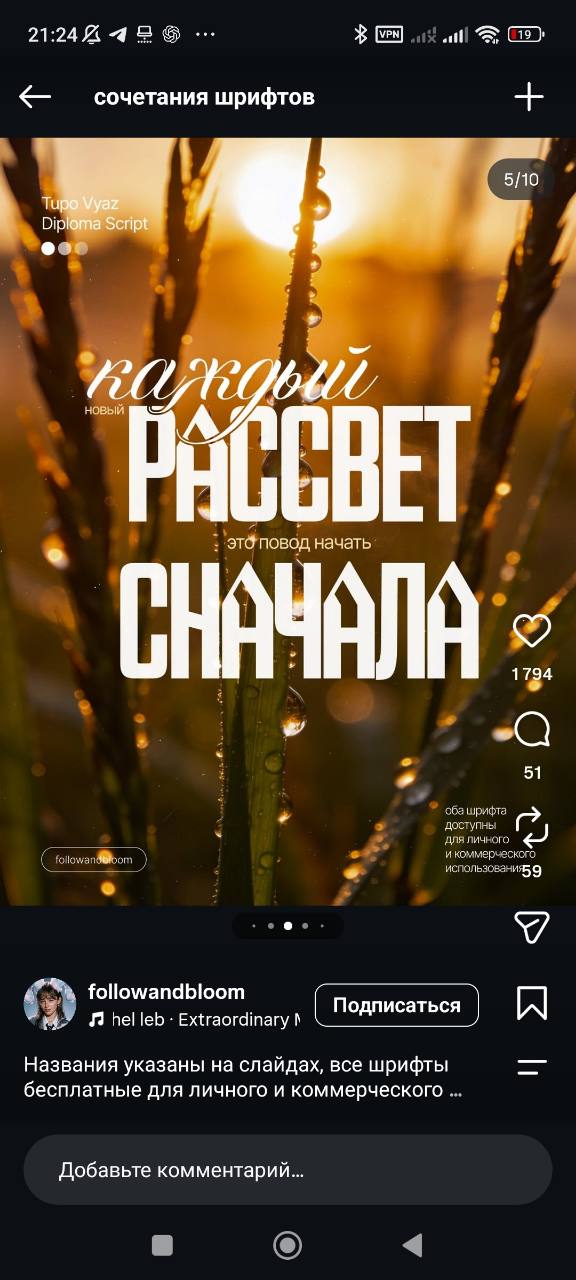 21:24
VPN
19
сочетания шрифтов
5/10
Tupo Vyaz
Diploma Script
каждый
новый
РАССВЕТ
это повод начать
СНАЧАЛА
1 794
51
оба шрифта
доступны
для личного
и коммерческого
использования
59
followandbloom
followandbloom
hel leb · Extraordinary
Подписаться
Названия указаны на слайдах, все шрифты
бесплатные для личного и коммерческого ...
Добавьте комментарий...